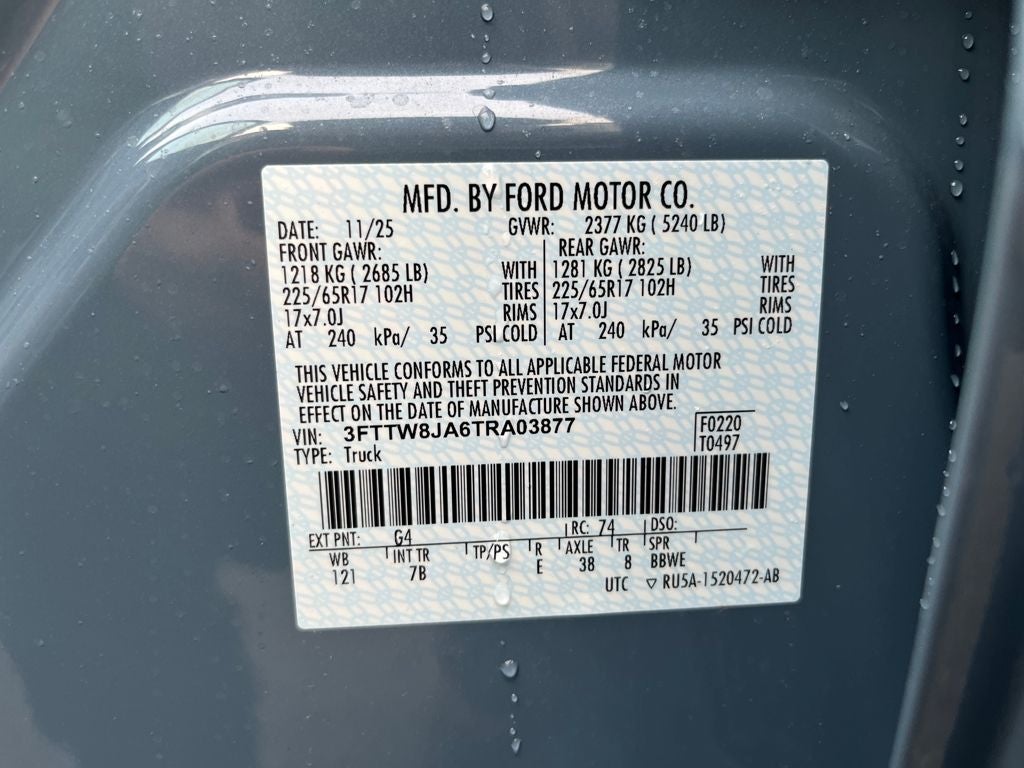 MFD. BY FORD MOTOR CO.
DATE: 11/25 GVWR: 2377 KG ( 5240 LB)
FRONT GAWR: REAR GAWR:
1218 KG ( 2685 LB) WITH 1281 KG ( 2825 LB) WITH
225/65R17 102H TIRES 225/65R17 102H TIRES
17x7.0J RIMS 17x7.0J RIMS
AT 240 kPa/ 35 PSI COLD AT 240 kPa/ 35 PSI COLD
THIS VEHICLE CONFORMS TO ALL APPLICABLE FEDERAL MOTOR
VEHICLE SAFETY AND THEFT PREVENTION STANDARDS IN
EFFECT ON THE DATE OF MANUFACTURE SHOWN ABOVE.
VIN: 3FTTW8JA6TRA03877 F0220
TYPE: Truck T0497
EXT PNT: G4 RC: 74 DSO:
WB INT TR TP/PS R AXLE TR SPR
121 7B E 38 8 BBWE
UTC ▽ RU5A-1520472-AB